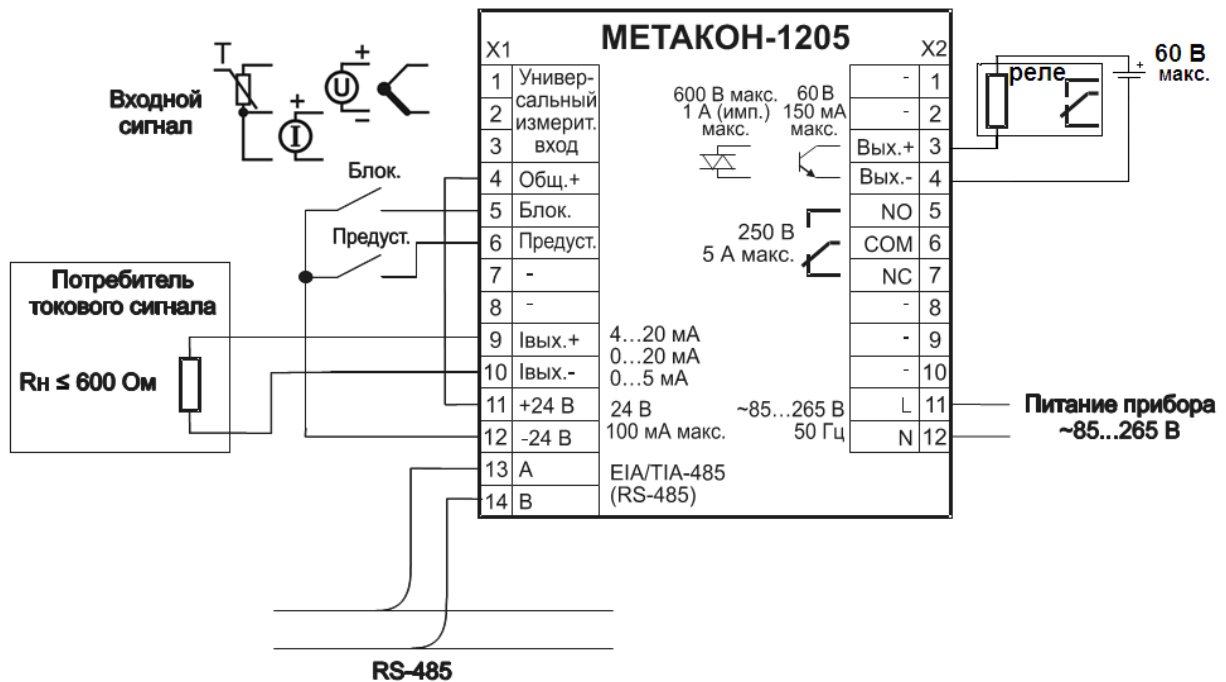 МЕТАКОН-1205
X1
X2
T
+
U
+
−
+
I
Входной
сигнал
1
2
3
Универ-
сальный
измерит.
вход
4 Общ.+
5 Блок.
6 Предуст.
7 -
8 -
9 Iвых.+
10 Iвых.-
11 +24 В
12 -24 В
13 A
14 B
Блок.
Предуст.
Потребитель
токового сигнала
Rн ≤ 600 Ом
4...20 мА
0...20 мА
0...5 мА
24 В
100 мА макс.
EIA/TIA-485
(RS-485)
600 В макс.
1 А (имп.)
макс.
60 В
150 мА
макс.
250 В
5 А макс.
~85...265 В
50 Гц
- 1
- 2
Вых.+ 3
Вых.- 4
NO 5
COM 6
NC 7
- 8
- 9
- 10
L 11
N 12
реле
+
60 В
макс.
Питание прибора
~85...265 В
RS-485